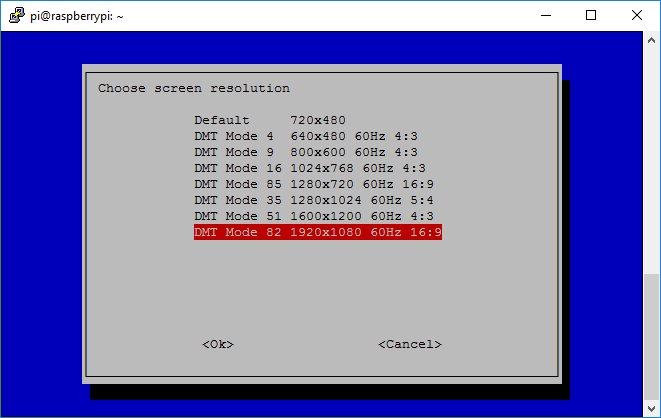 pi@raspberrypi: ~
Choose screen resolution
Default 720x480
DMT Mode 4 640x480 60Hz 4:3
DMT Mode 9 800x600 60Hz 4:3
DMT Mode 16 1024x768 60Hz 4:3
DMT Mode 85 1280x720 60Hz 16:9
DMT Mode 35 1280x1024 60Hz 5:4
DMT Mode 51 1600x1200 60Hz 4:3
DMT Mode 82 1920x1080 60Hz 16:9
<Ok> <Cancel>